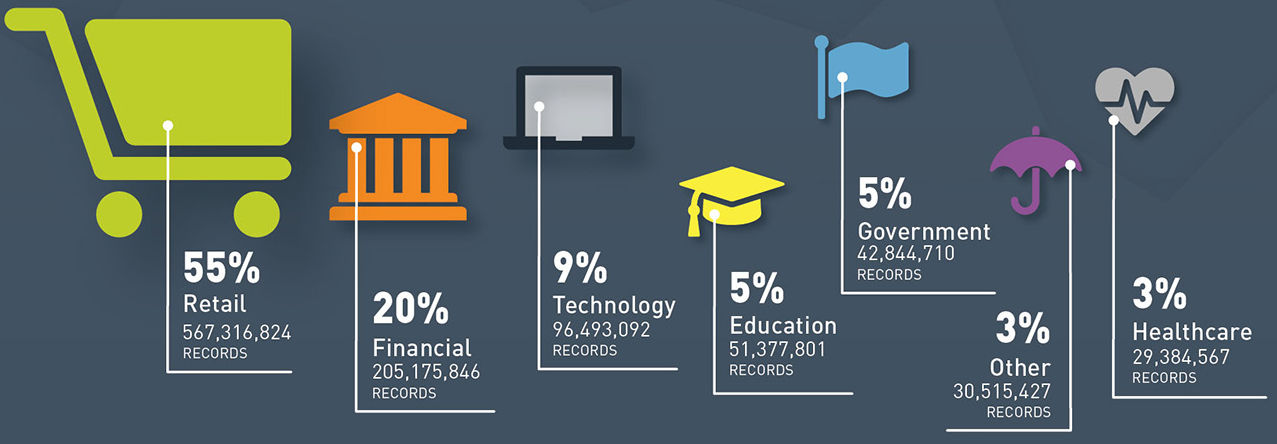 55%
Retail
567,316,824
RECORDS
20%
Financial
205,175,846
RECORDS
9%
Technology
96,493,092
RECORDS
5%
Education
51,377,801
RECORDS
5%
Government
42,844,710
RECORDS
3%
Other
30,515,427
RECORDS
3%
Healthcare
29,384,567
RECORDS